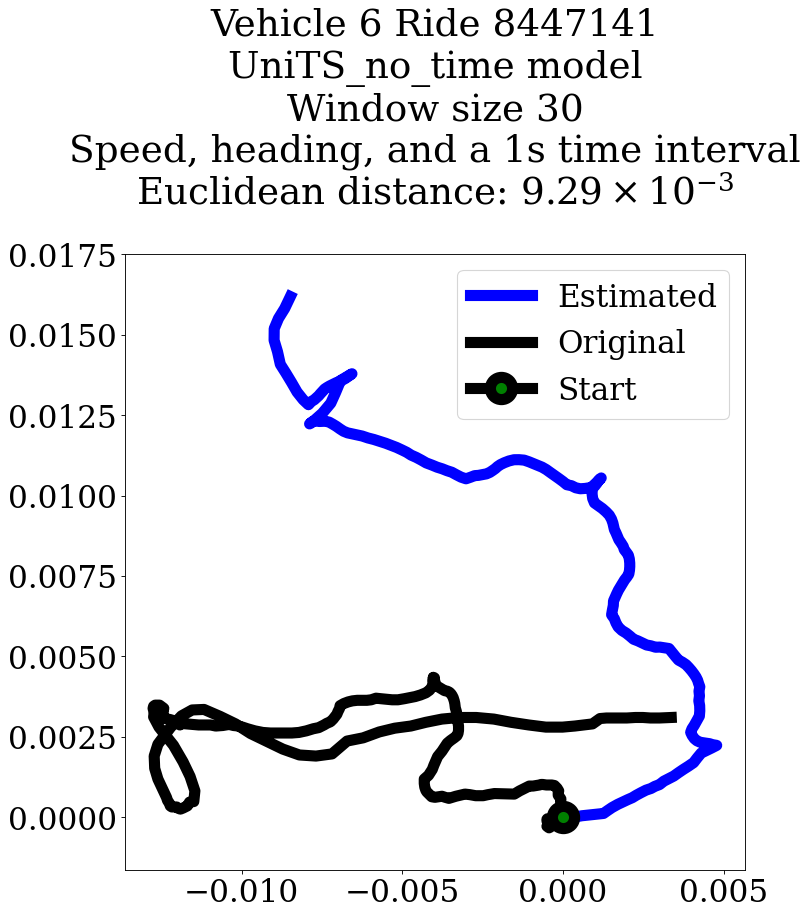 Vehicle 6 Ride 8447141
UniTS_no_time model
Window size 30
Speed, heading, and a 1s time interval
Euclidean distance: 9.29 × 10⁻³
0.0175
0.0150
0.0125
0.0100
0.0075
0.0050
0.0025
0.0000
Estimated
Original
Start
−0.010 −0.005 0.000 0.005